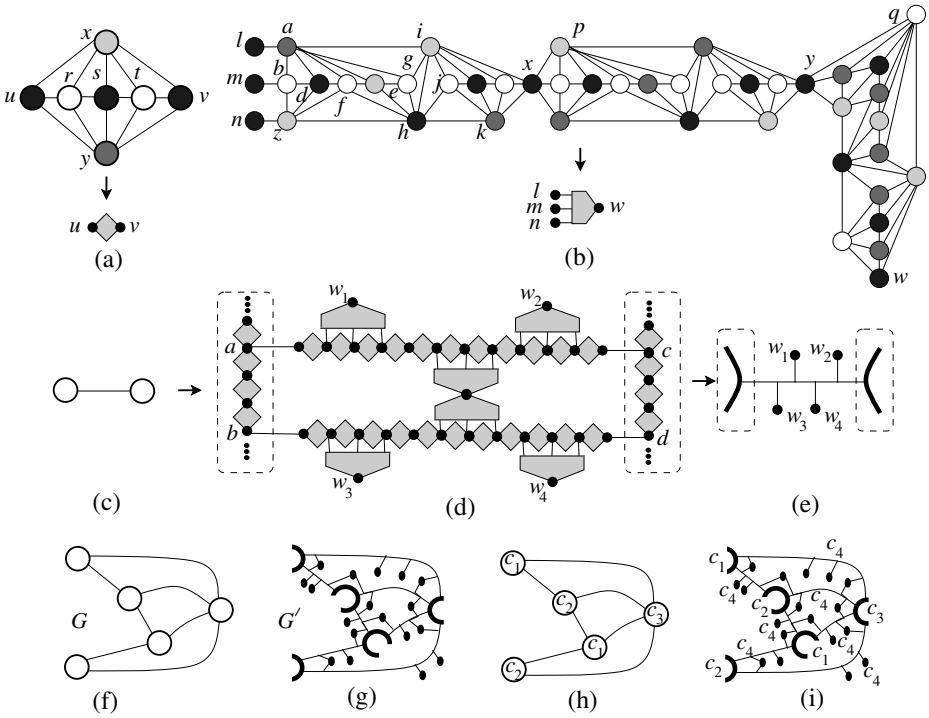 x
r s t
u v
y
u v
(a)
l a i p q
b g x y
m
d e j
f
n
z h k
l
m w
n
(b)
w
w1 w2
a c
b d
w3 w4
w1 w2
w3 w4
(c) (d) (e)
G
(f)
G′
(g)
c1
c2
c3
c1
c2
(h)
c4
c1
c4
c4
c2
c3
c4
c4
c4
c1
c2
c4
(i)